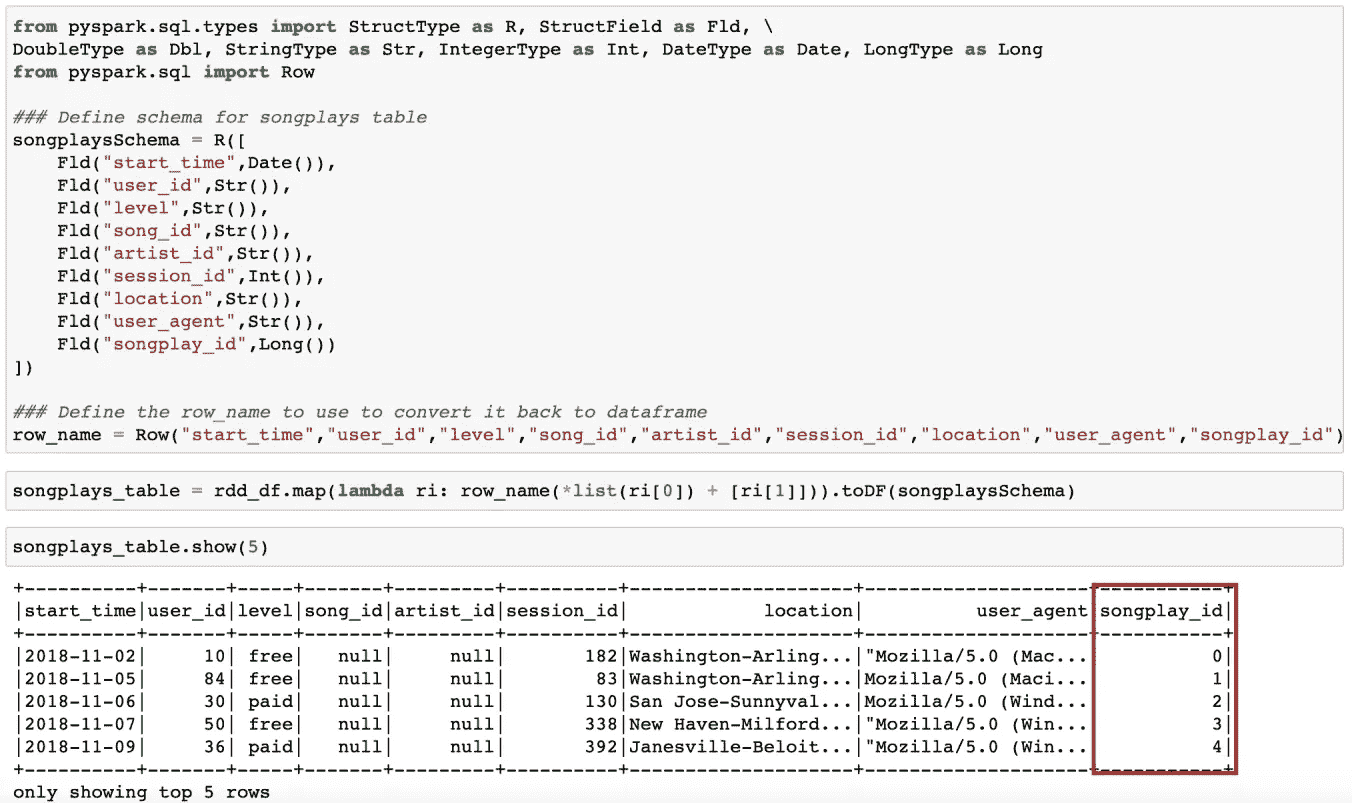 from pyspark.sql.types import StructType as R, StructField as Fld, \
DoubleType as Dbl, StringType as Str, IntegerType as Int, DateType as Date, LongType as Long
from pyspark.sql import Row
### Define schema for songplays table
songplaysSchema = R([
    Fld("start_time",Date()),
    Fld("user_id",Str()),
    Fld("level",Str()),
    Fld("song_id",Str()),
    Fld("artist_id",Str()),
    Fld("session_id",Int()),
    Fld("location",Str()),
    Fld("user_agent",Str()),
    Fld("songplay_id",Long())
])
### Define the row_name to use to convert it back to dataframe
row_name = Row("start_time","user_id","level","song_id","artist_id","session_id","location","user_agent","songplay_id")
songplays_table = rdd_df.map(lambda ri: row_name(*list(ri[0]) + [ri[1]])).toDF(songplaysSchema)
songplays_table.show(5)
+----------+-------+-----+-------+---------+----------+--------------------+--------------------+-----------+
|start_time|user_id|level|song_id|artist_id|session_id|            location|          user_agent|songplay_id|
+----------+-------+-----+-------+---------+----------+--------------------+--------------------+-----------+
|2018-11-02|     10| free|   null|     null|       182|Washington-Arling...|"Mozilla/5.0 (Mac...|          0|
|2018-11-05|     84| free|   null|     null|        83|Washington-Arling...|Mozilla/5.0 (Maci...|          1|
|2018-11-06|     30| paid|   null|     null|       130|San Jose-Sunnyval...|Mozilla/5.0 (Wind...|          2|
|2018-11-07|     50| free|   null|     null|       338|New Haven-Milford...|"Mozilla/5.0 (Win...|          3|
|2018-11-09|     36| paid|   null|     null|       392|Janesville-Beloit...|"Mozilla/5.0 (Win...|          4|
+----------+-------+-----+-------+---------+----------+--------------------+--------------------+-----------+
only showing top 5 rows